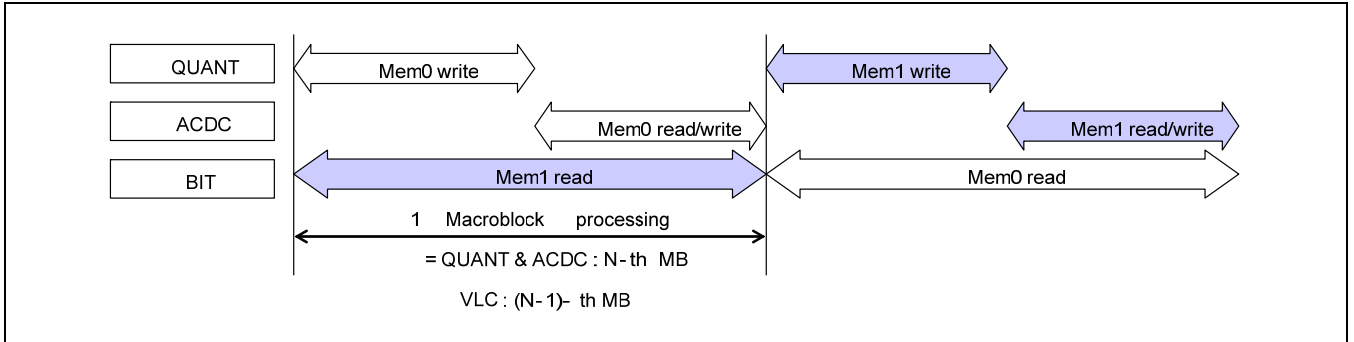 QUANT Mem0 write Mem1 write
ACDC Mem0 read/write Mem1 read/write
BIT Mem1 read Mem0 read
1 Macroblock processing
= QUANT & ACDC : N-th MB
VLC : (N-1)- th MB